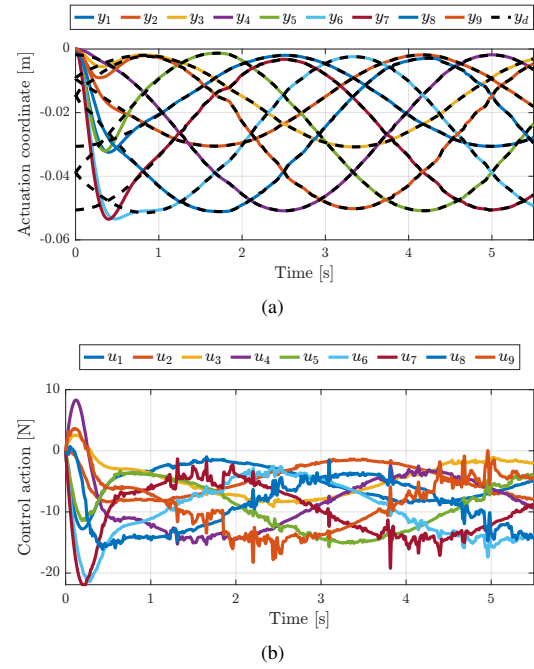 y₁ y₂ y₃ y₄ y₅ y₆ y₇ y₈ y₉ y_d
0
-0.02
-0.04
-0.06
Actuation coordinate [m]
0 1 2 3 4 5
Time [s]
(a)
u₁ u₂ u₃ u₄ u₅ u₆ u₇ u₈ u₉
10
0
-10
-20
Control action [N]
0 1 2 3 4 5
Time [s]
(b)